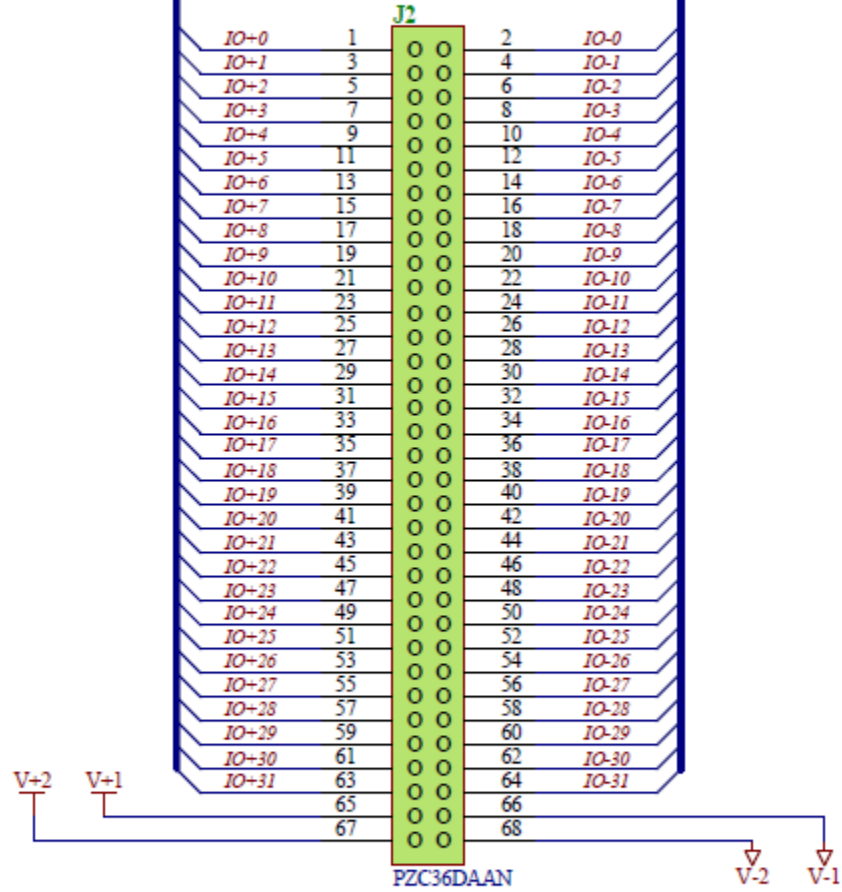 J2
IO+0 1 2 IO-0
IO+1 3 4 IO-1
IO+2 5 6 IO-2
IO+3 7 8 IO-3
IO+4 9 10 IO-4
IO+5 11 12 IO-5
IO+6 13 14 IO-6
IO+7 15 16 IO-7
IO+8 17 18 IO-8
IO+9 19 20 IO-9
IO+10 21 22 IO-10
IO+11 23 24 IO-11
IO+12 25 26 IO-12
IO+13 27 28 IO-13
IO+14 29 30 IO-14
IO+15 31 32 IO-15
IO+16 33 34 IO-16
IO+17 35 36 IO-17
IO+18 37 38 IO-18
IO+19 39 40 IO-19
IO+20 41 42 IO-20
IO+21 43 44 IO-21
IO+22 45 46 IO-22
IO+23 47 48 IO-23
IO+24 49 50 IO-24
IO+25 51 52 IO-25
IO+26 53 54 IO-26
IO+27 55 56 IO-27
IO+28 57 58 IO-28
IO+29 59 60 IO-29
IO+30 61 62 IO-30
V+2 V+1 IO+31 63 64 IO-31
65 66
67 68
PZC36DAAN V-2 V-1